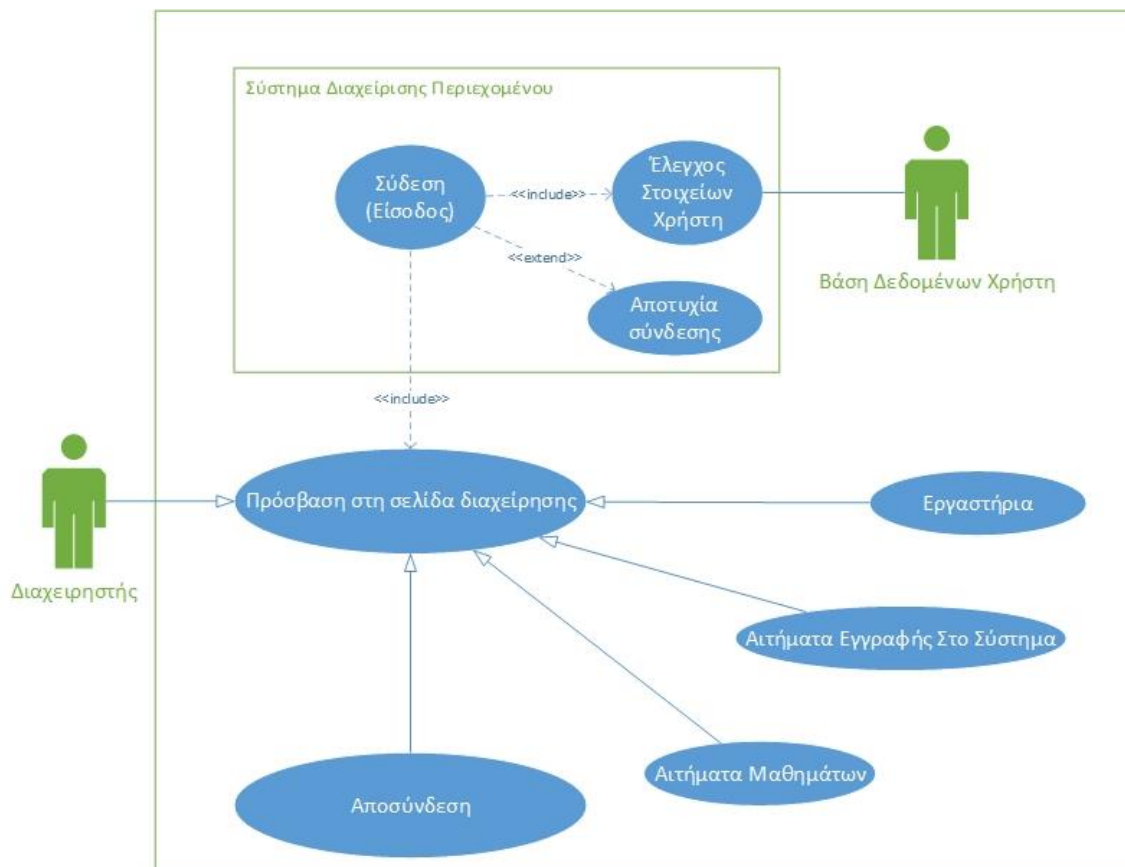 Σύστημα Διαχείρισης Περιεχομένου
Σύδεση
(Είσοδος)
<<include>>
Έλεγχος
Στοιχείων
Χρήστη
<<extend>>
Αποτυχία
σύνδεσης
Βάση Δεδομένων Χρήστη
<<include>>
Διαχειρηστής
Πρόσβαση στη σελίδα διαχείρησης
Εργαστήρια
Αιτήματα Εγγραφής Στο Σύστημα
Αιτήματα Μαθημάτων
Αποσύνδεση